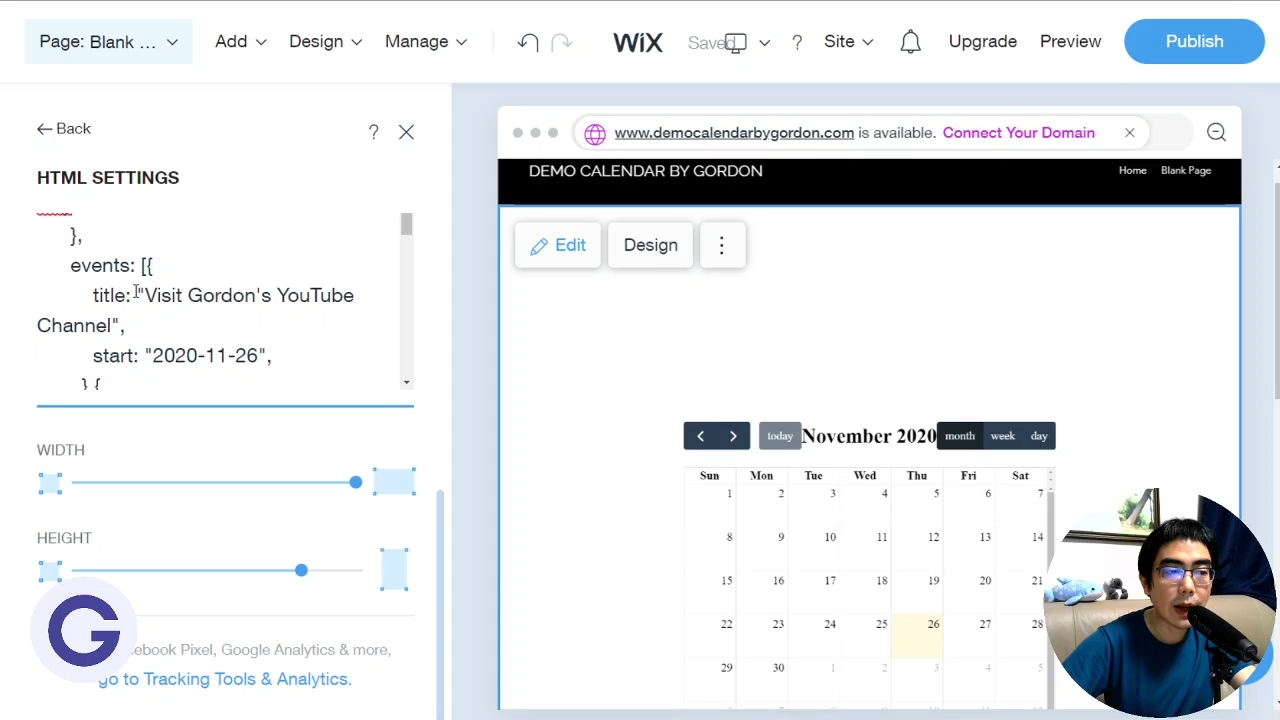 Page: Blank ... Add Design Manage WiX Saved ? Site Upgrade Preview Publish
Back ?
HTML SETTINGS
},
events: [{
title: "Visit Gordon's YouTube
Channel",
start: "2020-11-26",
} {
WIDTH
HEIGHT
ebook Pixel, Google Analytics & more,
go to Tracking Tools & Analytics.
G
www.democalendarbygordon.com is available. Connect Your Domain
DEMO CALENDAR BY GORDON Home Blank Page
Edit Design
today November 2020 month week day
Sun Mon Tue Wed Thu Fri Sat
1 2 3 4 5 6 7
8 9 10 11 12 13 14
15 16 17 18 19 20 21
22 23 24 25 26 27 28
29 30 1 2 3 4 5